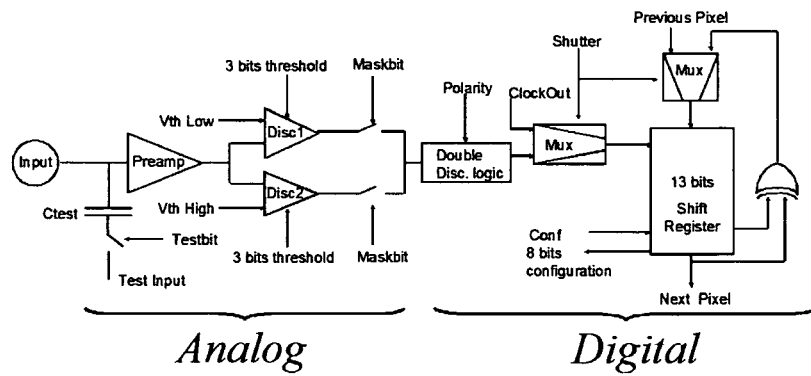 Previous Pixel
Shutter
3 bits threshold
Maskbit
Mux
Polarity
ClockOut
Vth Low
Disc1
Input
Preamp
Double
Disc. logic
Mux
13 bits
Shift
Register
Disc2
Ctest
Vth High
Testbit
Conf
8 bits
configuration
3 bits threshold
Maskbit
Test Input
Next Pixel
Analog
Digital